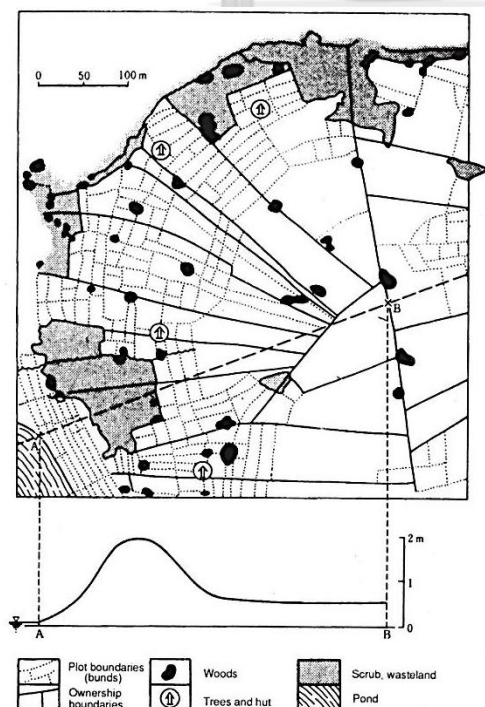 0 50 100 m
B
A
2 m
1
0
A B
Plot boundaries
(bunds)
Ownership
boundaries
Woods
Trees and hut
Scrub, wasteland
Pond